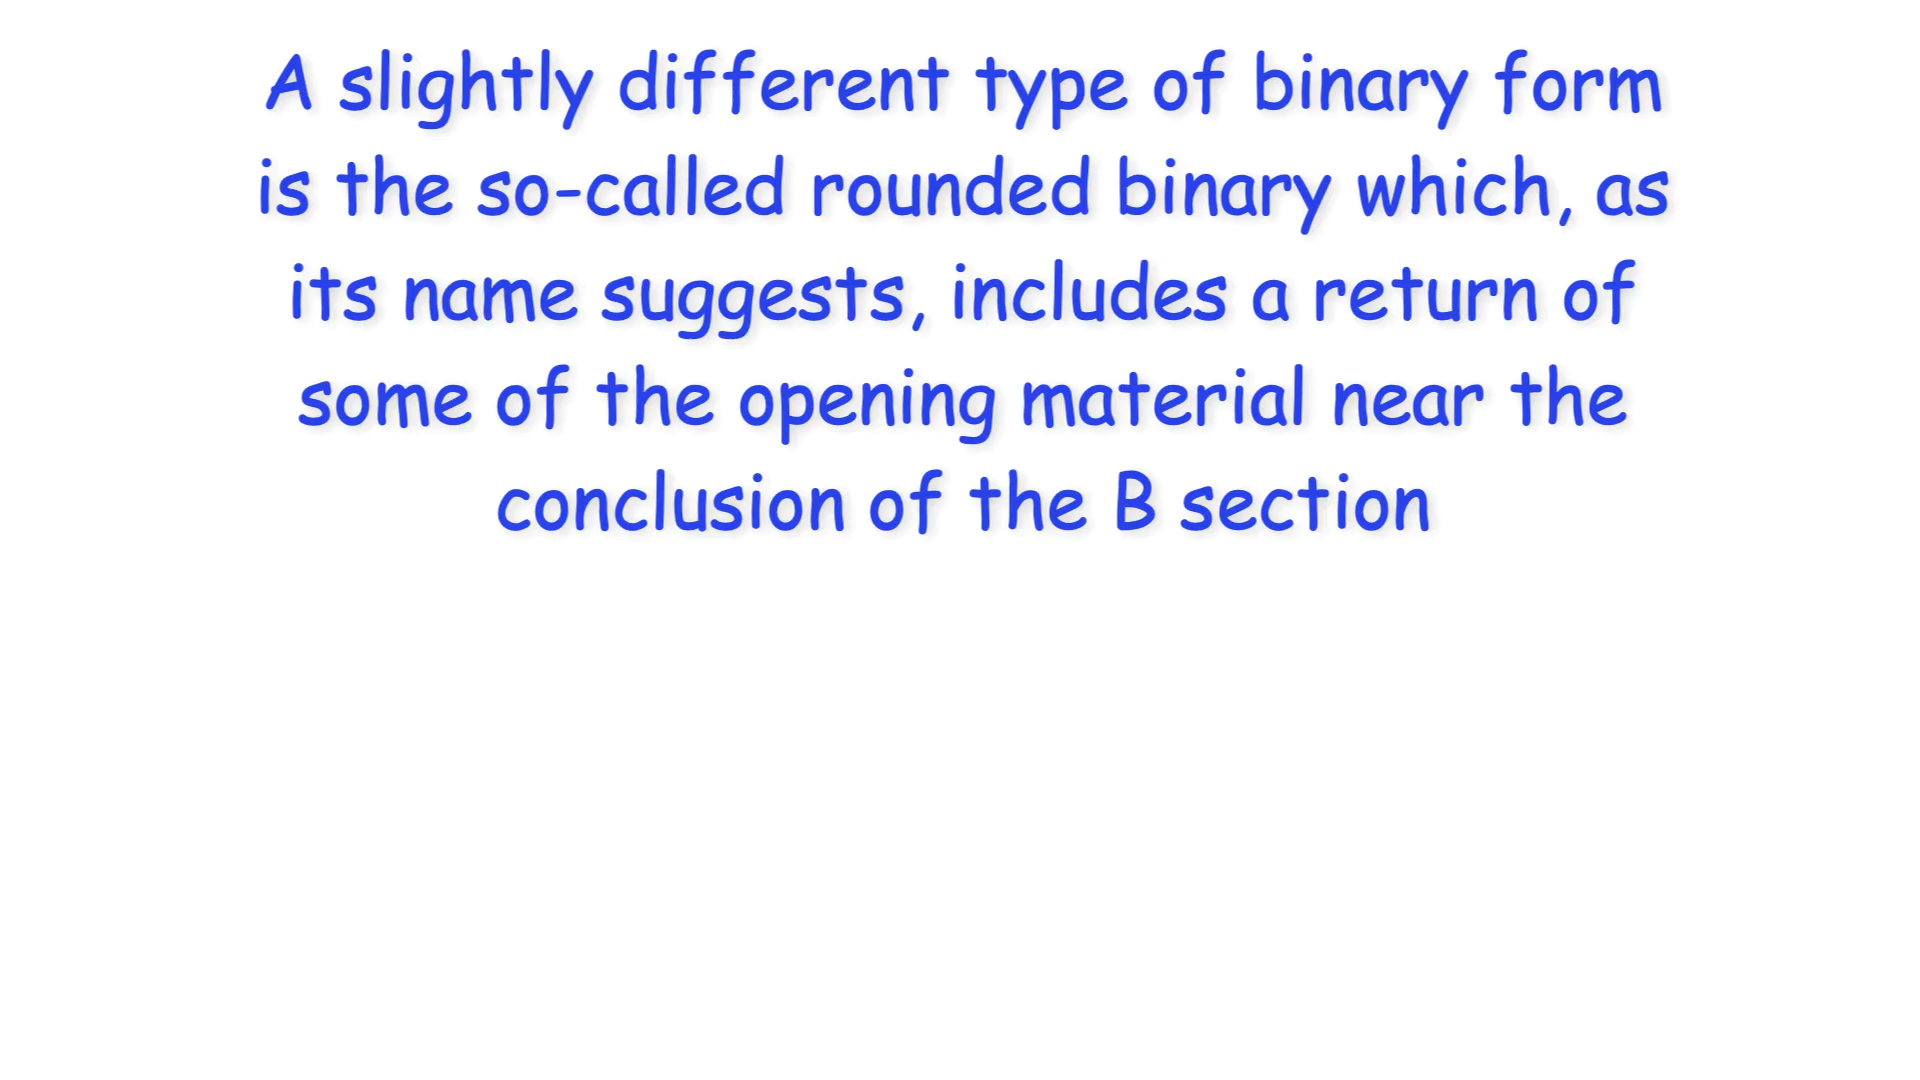 A slightly different type of binary form
is the so-called rounded binary which, as
its name suggests, includes a return of
some of the opening material near the
conclusion of the B section